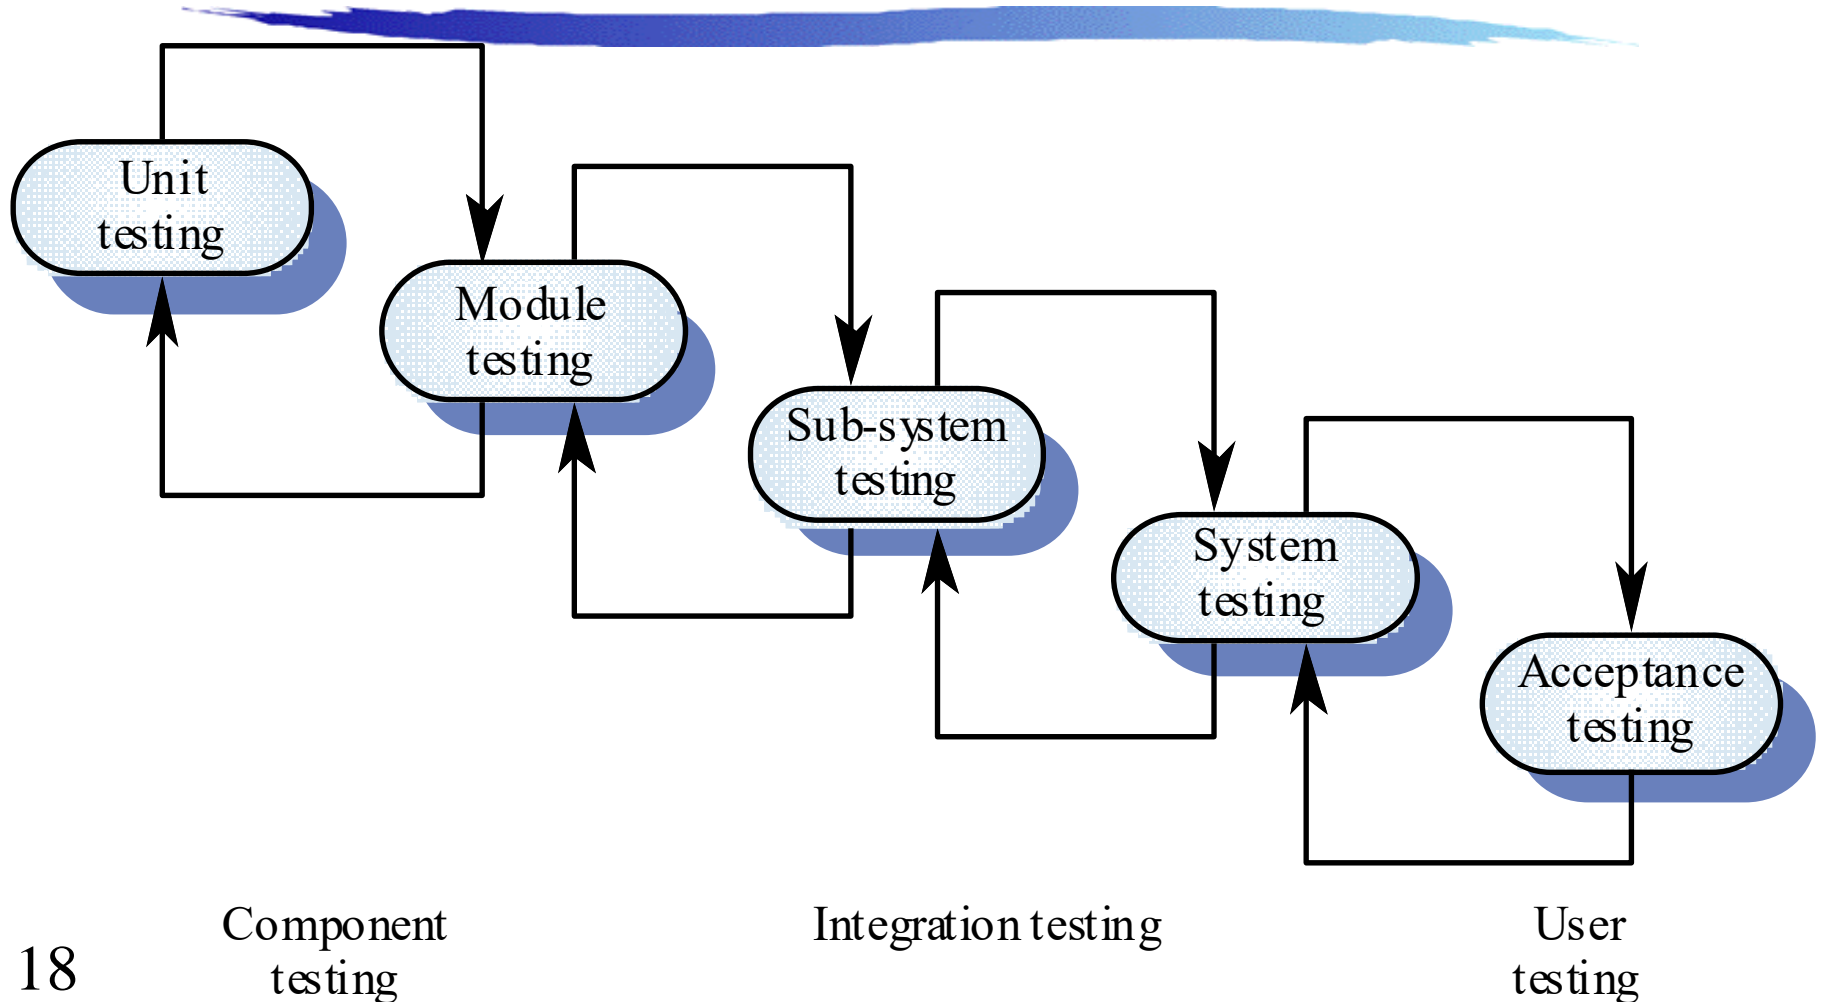 Unit
testing
Module
testing
Sub-system
testing
System
testing
Acceptance
testing
Component
testing
Integration testing
User
testing
18